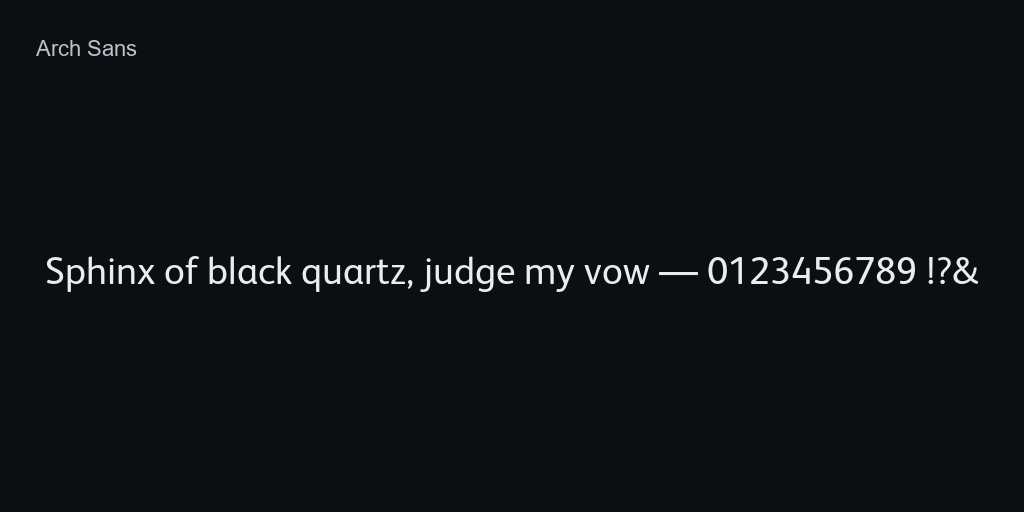 Arch Sans
Sphinx of black quartz, judge my vow — 0123456789 !?&